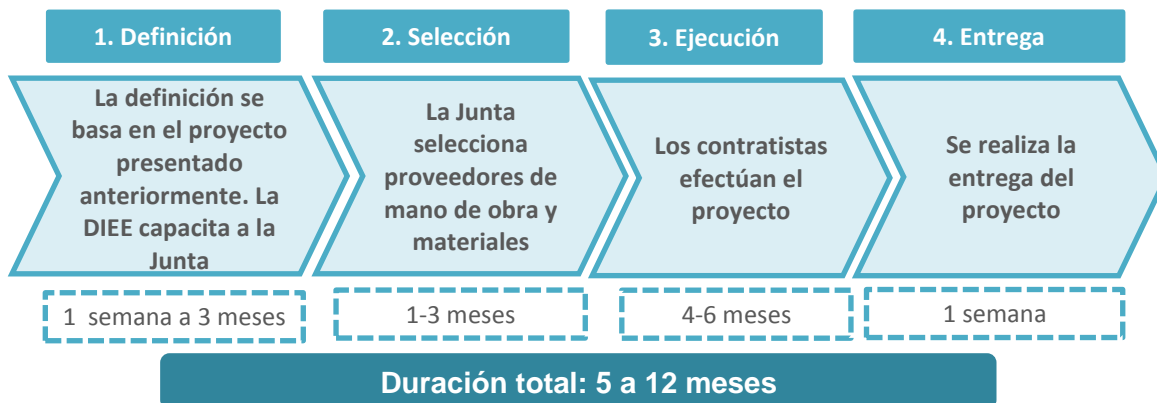 1. Definición
2. Selección
3. Ejecución
4. Entrega
La definición se
basa en el proyecto
presentado
anteriormente. La
DIEE capacita a la
Junta
La Junta
selecciona
proveedores de
mano de obra y
materiales
Los contratistas
efectúan el
proyecto
Se realiza la
entrega del
proyecto
1 semana a 3 meses
1-3 meses
4-6 meses
1 semana
Duración total: 5 a 12 meses